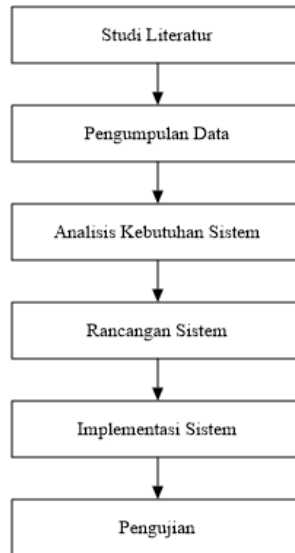 Studi Literatur
Pengumpulan Data
Analisis Kebutuhan Sistem
Rancangan Sistem
Implementasi Sistem
Pengujian